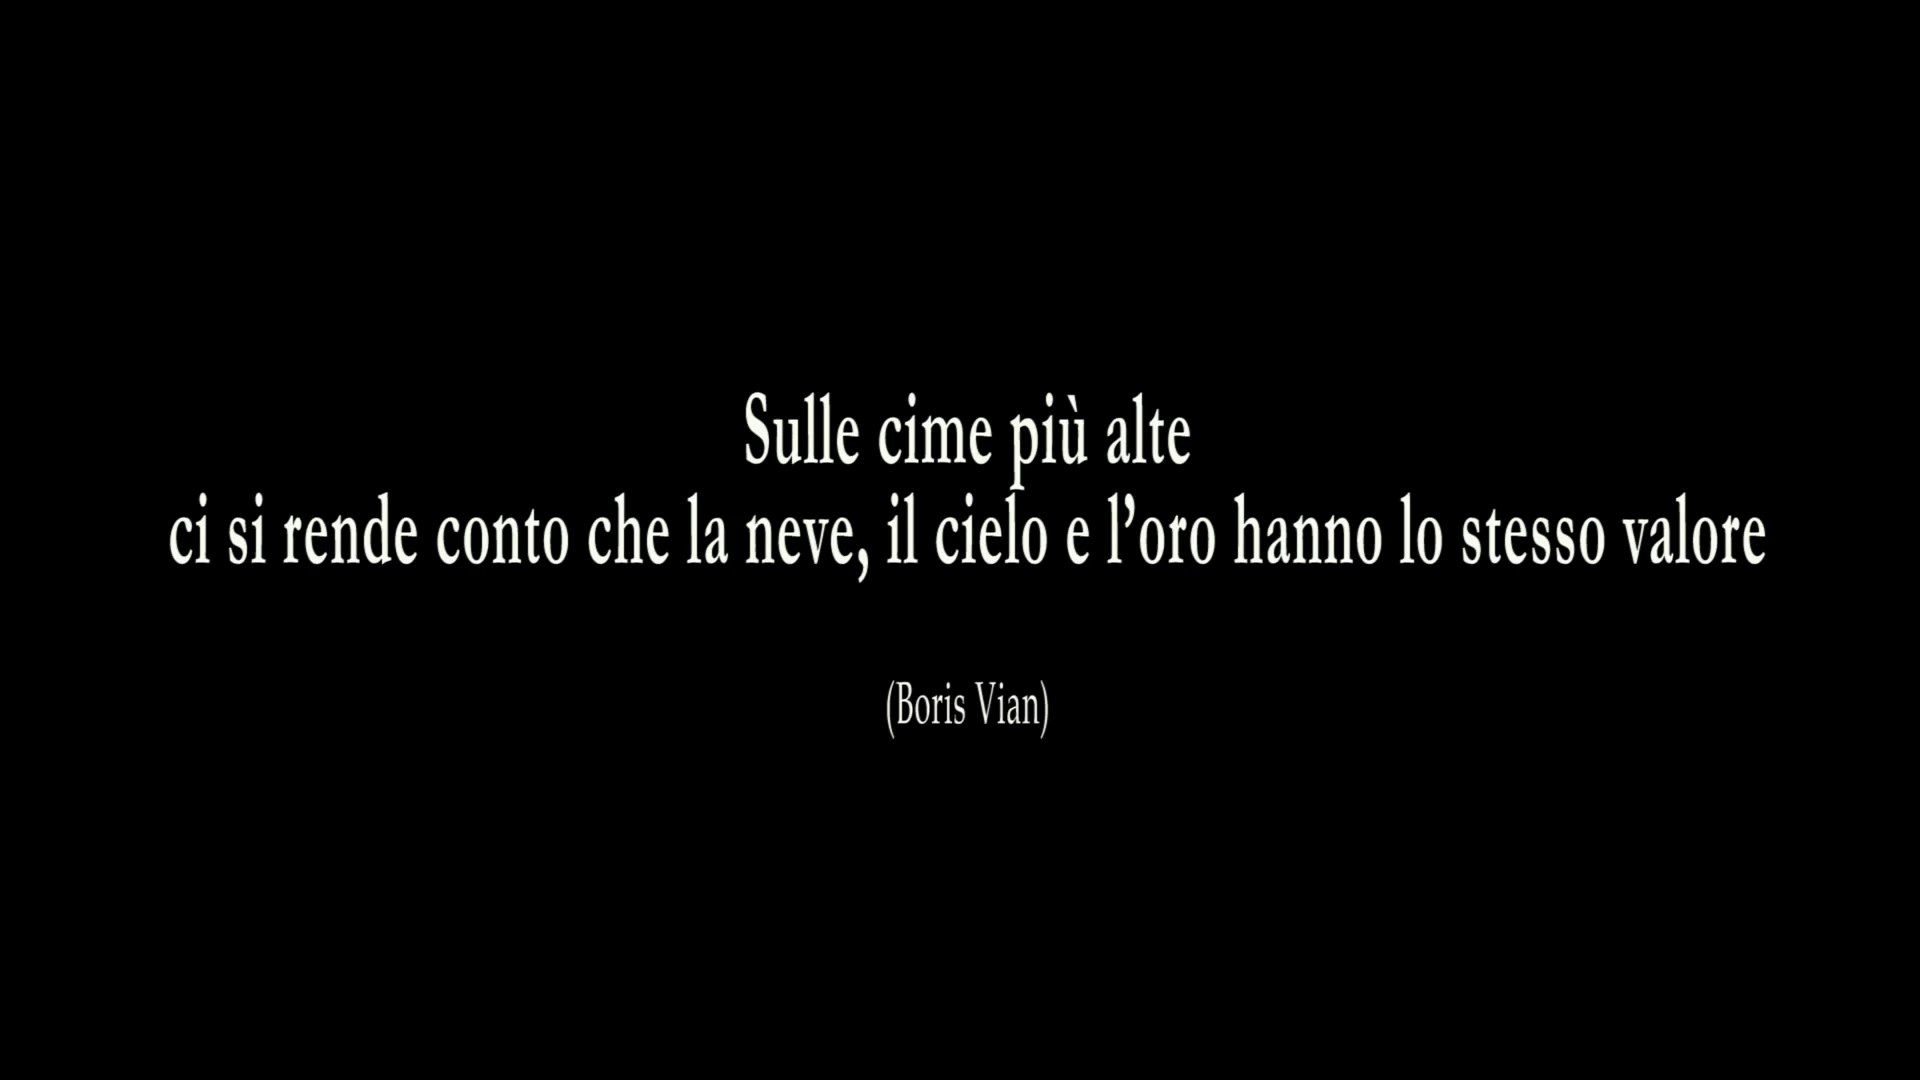 Sulle cime più alte
ci si rende conto che la neve, il cielo e l’oro hanno lo stesso valore
(Boris Vian)